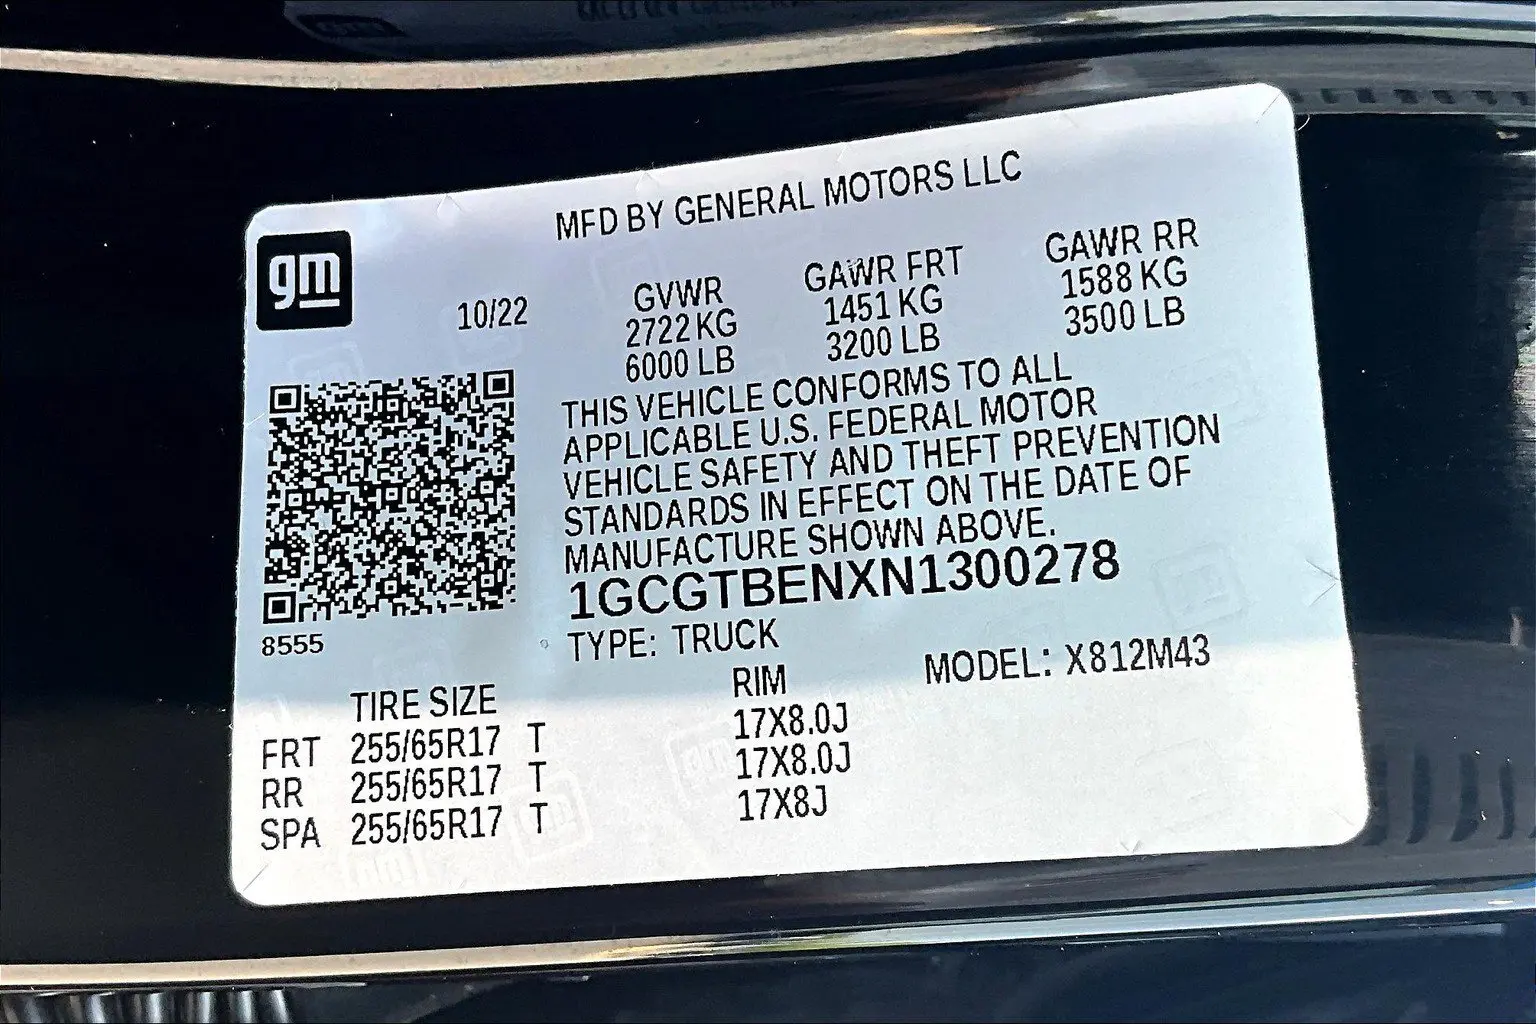 MFD BY GENERAL MOTORS LLC
gm
10/22
GVWR GAWR FRT GAWR RR
2722 KG 1451 KG 1588 KG
6000 LB 3200 LB 3500 LB
THIS VEHICLE CONFORMS TO ALL
APPLICABLE U.S. FEDERAL MOTOR
VEHICLE SAFETY AND THEFT PREVENTION
STANDARDS IN EFFECT ON THE DATE OF
MANUFACTURE SHOWN ABOVE.
1GCGTBENXN1300278
8555
TYPE: TRUCK
MODEL: X812M43
TIRE SIZE RIM
FRT 255/65R17 T 17X8.0J
RR 255/65R17 T 17X8.0J
SPA 255/65R17 T 17X8J